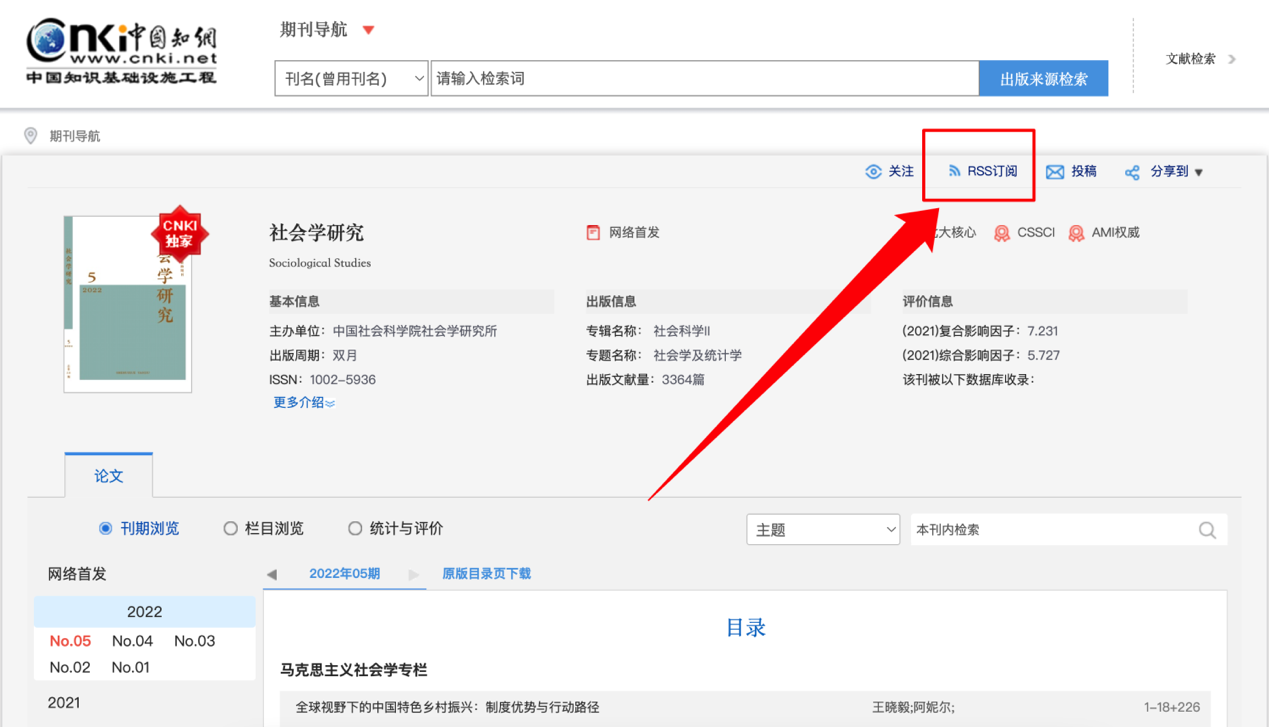 cnki中国知网
www.cnki.net
中国知识基础设施工程
期刊导航
刊名(曾用刊名)
请输入检索词
出版来源检索
文献检索
期刊导航
关注
RSS订阅
投稿
分享到
CNKI
独家
会学研究
5
2022
社会学研究
Sociological Studies
网络首发
大核心
CSSCI
AMI权威
基本信息
主办单位：中国社会科学院社会学研究所
出版周期：双月
ISSN：1002-5936
更多介绍
出版信息
专辑名称：社会科学II
专题名称：社会学及统计学
出版文献量：3364篇
评价信息
(2021)复合影响因子：7.231
(2021)综合影响因子：5.727
该刊被以下数据库收录：
论文
刊期浏览
栏目浏览
统计与评价
主题
本刊内检索
网络首发
2022年05期
原版目录页下载
2022
No.05 No.04 No.03
No.02 No.01
2021
目录
马克思主义社会学专栏
全球视野下的中国特色乡村振兴：制度优势与行动路径
王晓毅;阿妮尔;
1-18+226